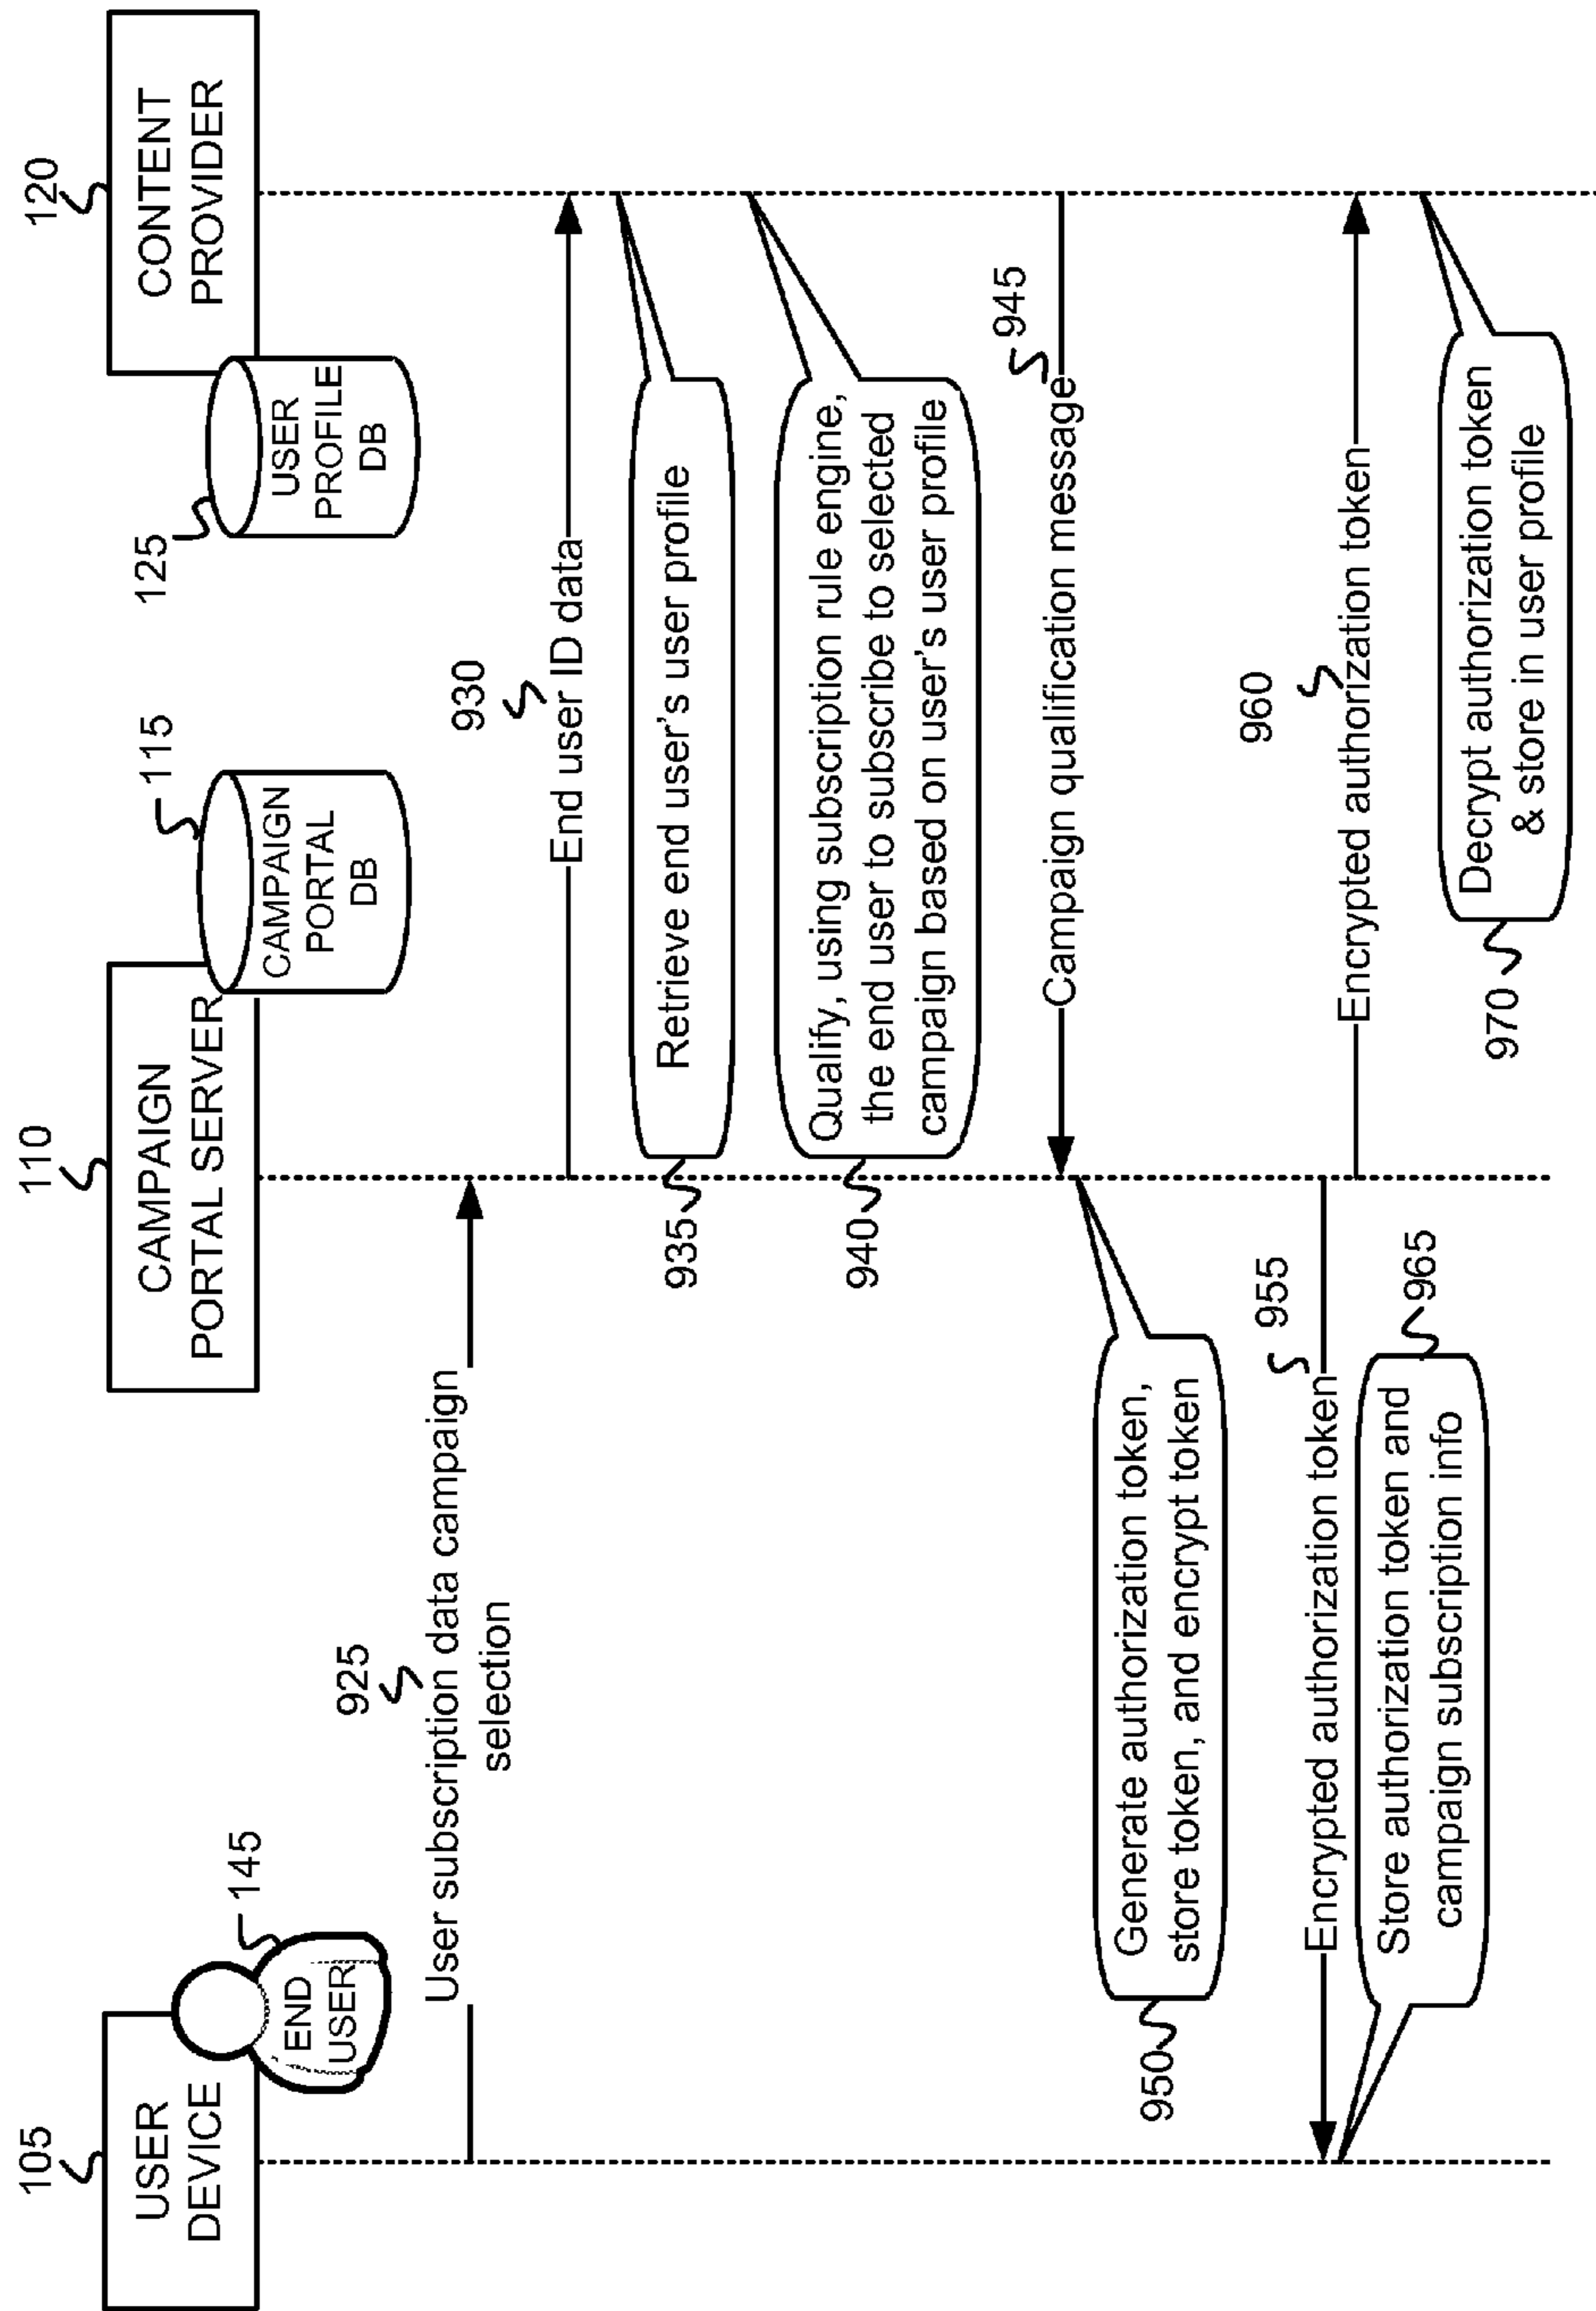 105
USER
DEVICE
END
USER
145
110
CAMPAIGN
PORTAL SERVER
CAMPAIGN
PORTAL
DB
115
125
USER
PROFILE
DB
120
CONTENT
PROVIDER
925
User subscription data campaign
selection
930
End user ID data
Retrieve end user's user profile
935
Qualify, using subscription rule engine,
the end user to subscribe to selected
campaign based on user's user profile
940
945
Campaign qualification message
Generate authorization token,
store token, and encrypt token
950
955
Encrypted authorization token
960
Encrypted authorization token
Store authorization token and
campaign subscription info
965
Decrypt authorization token
& store in user profile
970